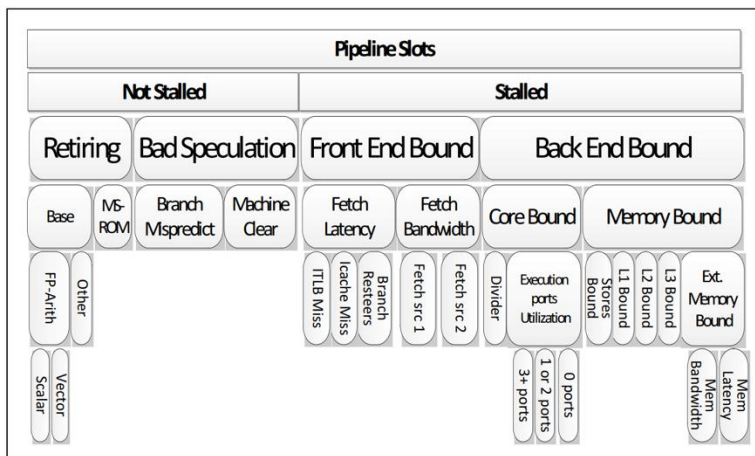 Pipeline Slots
Not Stalled
Stalled
Retiring
Bad Speculation
Front End Bound
Back End Bound
Base
MS-
ROM
Branch
Mispredict
Machine
Clear
Fetch
Latency
Fetch
Bandwidth
Core Bound
Memory Bound
FP-Arith
Other
ITLB Miss
Icache Miss
Branch
Resteers
Fetch src 1
Fetch src 2
Divider
Execution
ports
Utilization
Stores
Bound
L1 Bound
L2 Bound
L3 Bound
Ext.
Memory
Bound
Scalar
Vector
3+ ports
1 or 2 ports
0 ports
Mem
Bandwidth
Mem
Latency